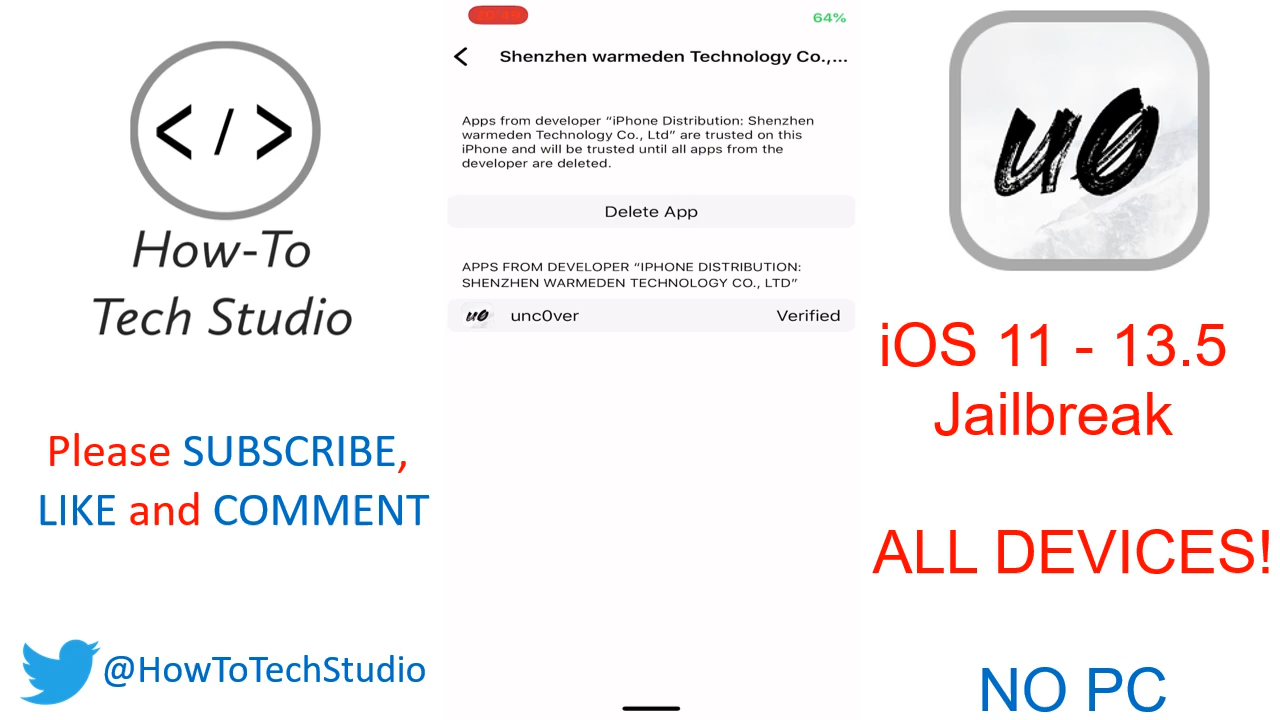 </>
How-To
Tech Studio
Please SUBSCRIBE,
LIKE and COMMENT
@HowToTechStudio
64%
Shenzhen warmeden Technology Co.,...
Apps from developer “iPhone Distribution: Shenzhen
warmeden Technology Co., Ltd” are trusted on this
iPhone and will be trusted until all apps from the
developer are deleted.
Delete App
APPS FROM DEVELOPER “IPHONE DISTRIBUTION:
SHENZHEN WARMEDEN TECHNOLOGY CO., LTD”
u0 unc0ver Verified
u0
iOS 11 - 13.5
Jailbreak
ALL DEVICES!
NO PC